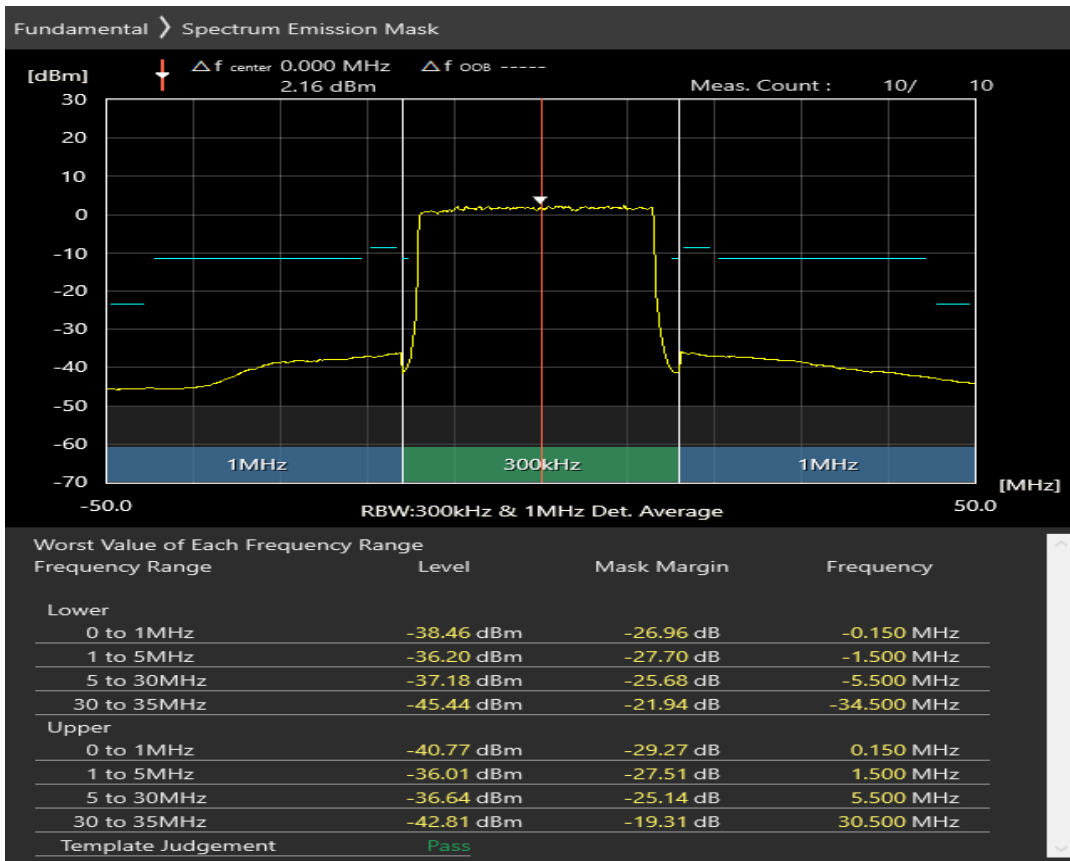 Fundamental ❯ Spectrum Emission Mask
[dBm] Δf center 0.000 MHz Δf OOB -----
2.16 dBm Meas. Count : 10/ 10
30
20
10
0
-10
-20
-30
-40
-50
-60
1MHz 300kHz 1MHz
-70 [MHz]
-50.0 RBW:300kHz & 1MHz Det. Average 50.0
Worst Value of Each Frequency Range
Frequency Range Level Mask Margin Frequency
Lower
0 to 1MHz -38.46 dBm -26.96 dB -0.150 MHz
1 to 5MHz -36.20 dBm -27.70 dB -1.500 MHz
5 to 30MHz -37.18 dBm -25.68 dB -5.500 MHz
30 to 35MHz -45.44 dBm -21.94 dB -34.500 MHz
Upper
0 to 1MHz -40.77 dBm -29.27 dB 0.150 MHz
1 to 5MHz -36.01 dBm -27.51 dB 1.500 MHz
5 to 30MHz -36.64 dBm -25.14 dB 5.500 MHz
30 to 35MHz -42.81 dBm -19.31 dB 30.500 MHz
Template Judgement Pass